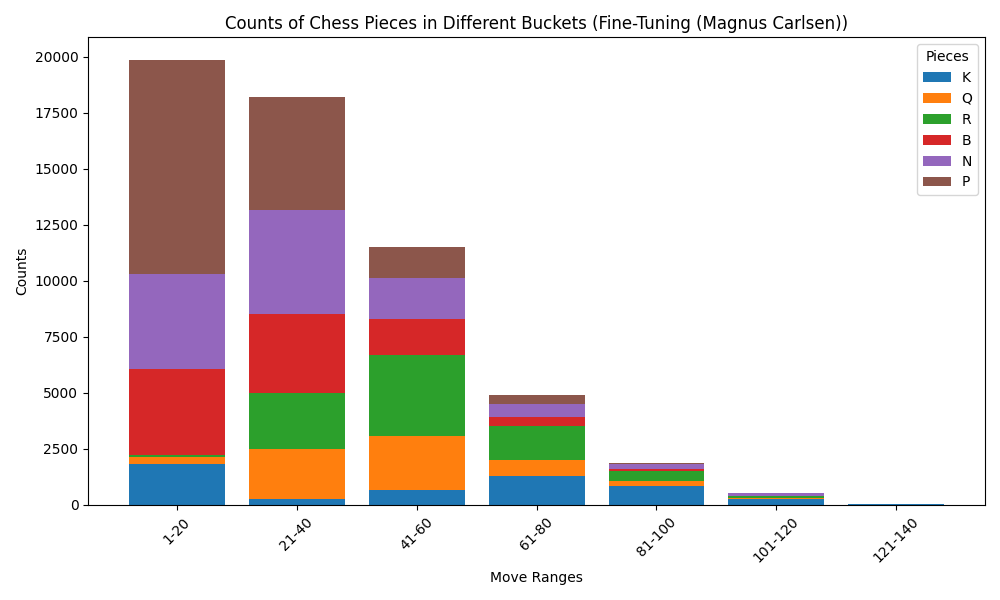 Counts of Chess Pieces in Different Buckets (Fine-Tuning (Magnus Carlsen))
Pieces
K
Q
R
B
N
P
Counts
20000
17500
15000
12500
10000
7500
5000
2500
0
1-20
21-40
41-60
61-80
81-100
101-120
121-140
Move Ranges